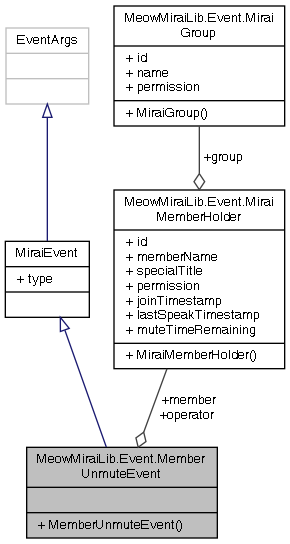 MeowMiraiLib.Event.Mirai
Group
+ id
+ name
+ permission
+ MiraiGroup()
EventArgs
+group
MeowMiraiLib.Event.Mirai
MemberHolder
+ id
+ memberName
+ specialTitle
+ permission
+ joinTimestamp
+ lastSpeakTimestamp
+ muteTimeRemaining
+ MiraiMemberHolder()
MiraiEvent
+ type
+member
+operator
MeowMiraiLib.Event.Member
UnmuteEvent
+ MemberUnmuteEvent()